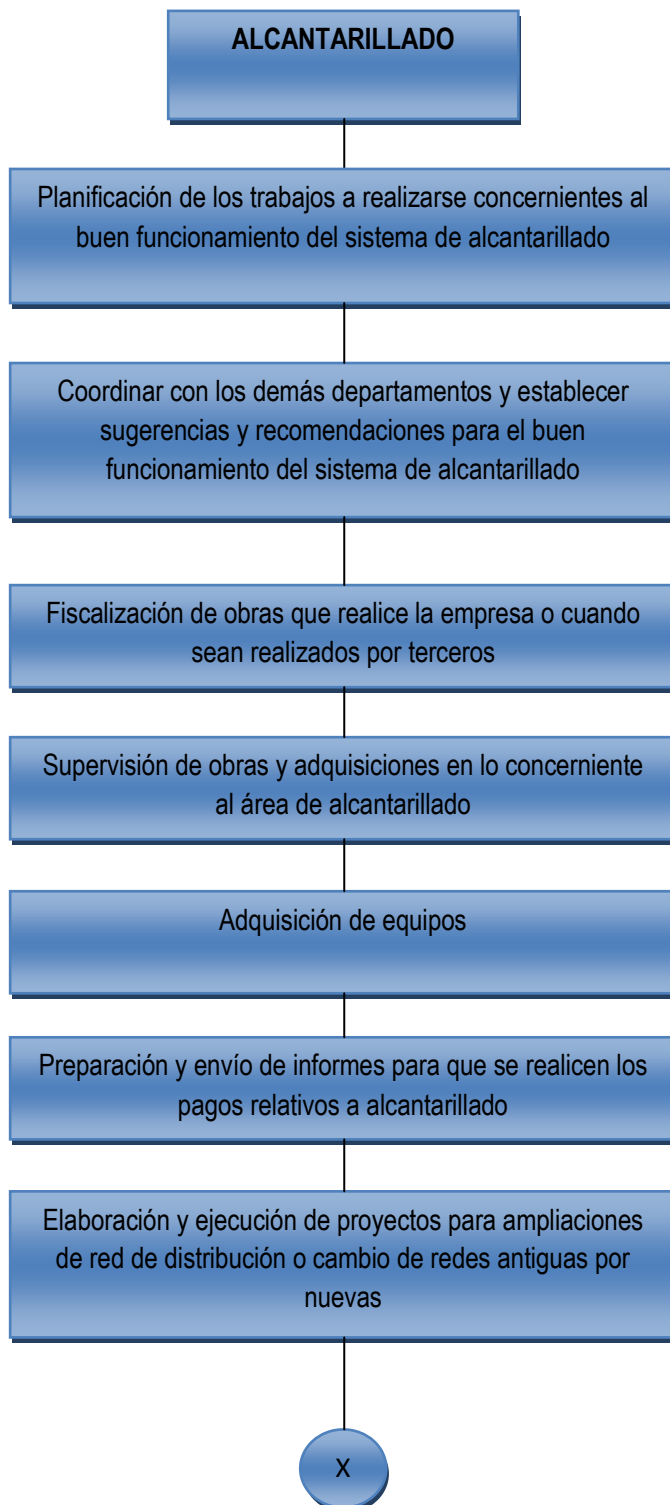 ALCANTARILLADO
Planificación de los trabajos a realizarse concernientes al
buen funcionamiento del sistema de alcantarillado
Coordinar con los demás departamentos y establecer
sugerencias y recomendaciones para el buen
funcionamiento del sistema de alcantarillado
Fiscalización de obras que realice la empresa o cuando
sean realizados por terceros
Supervisión de obras y adquisiciones en lo concerniente
al área de alcantarillado
Adquisición de equipos
Preparación y envío de informes para que se realicen los
pagos relativos a alcantarillado
Elaboración y ejecución de proyectos para ampliaciones
de red de distribución o cambio de redes antiguas por
nuevas
X